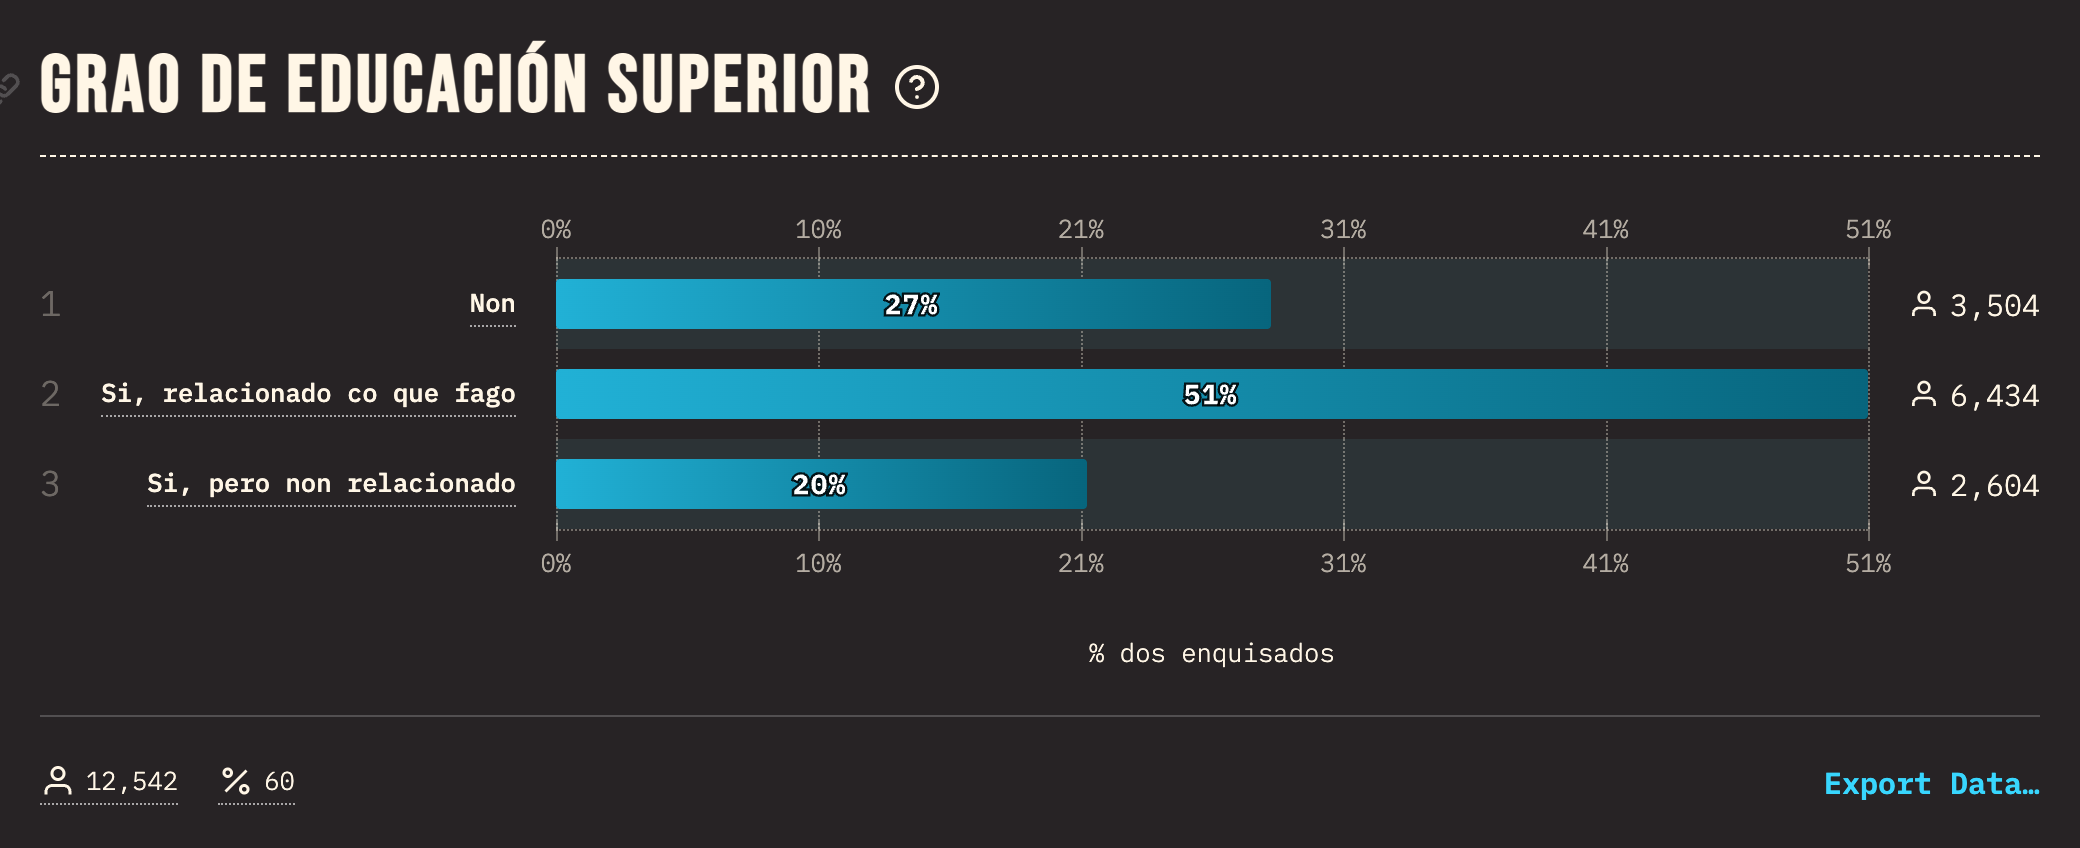 GRAO DE EDUCACIÓN SUPERIOR
0% 10% 21% 31% 41% 51%
1 Non 27% 3,504
2 Si, relacionado co que fago 51% 6,434
3 Si, pero non relacionado 20% 2,604
0% 10% 21% 31% 41% 51%
% dos enquisados
12,542 % 60 Export Data…